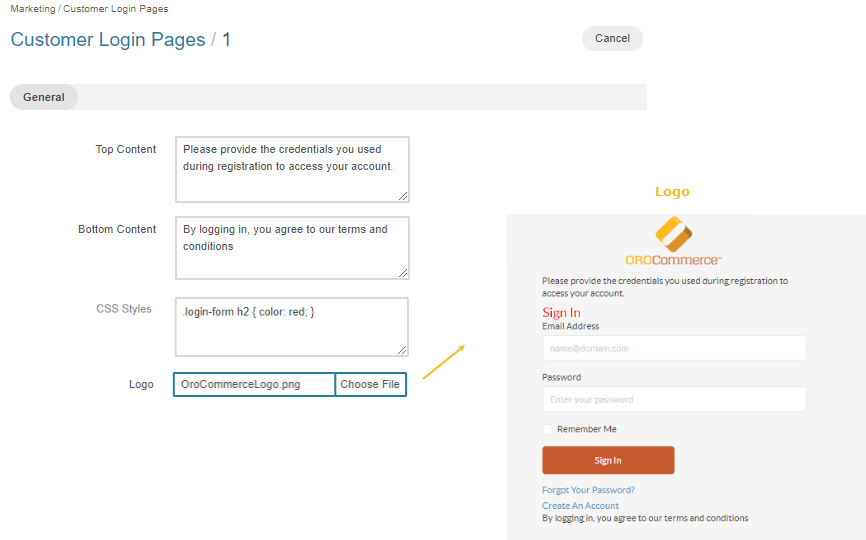 Marketing / Customer Login Pages
Customer Login Pages / 1
Cancel
General
Top Content
Please provide the credentials you used
during registration to access your account.
Bottom Content
By logging in, you agree to our terms and
conditions
CSS Styles
.login-form h2 { color: red; }
Logo
OroCommerceLogo.png
Choose File
Logo
OROCommerce™
Please provide the credentials you used during registration to
access your account.
Sign In
Email Address
name@domain.com
Password
Enter your password
Remember Me
Sign In
Forgot Your Password?
Create An Account
By logging in, you agree to our terms and conditions